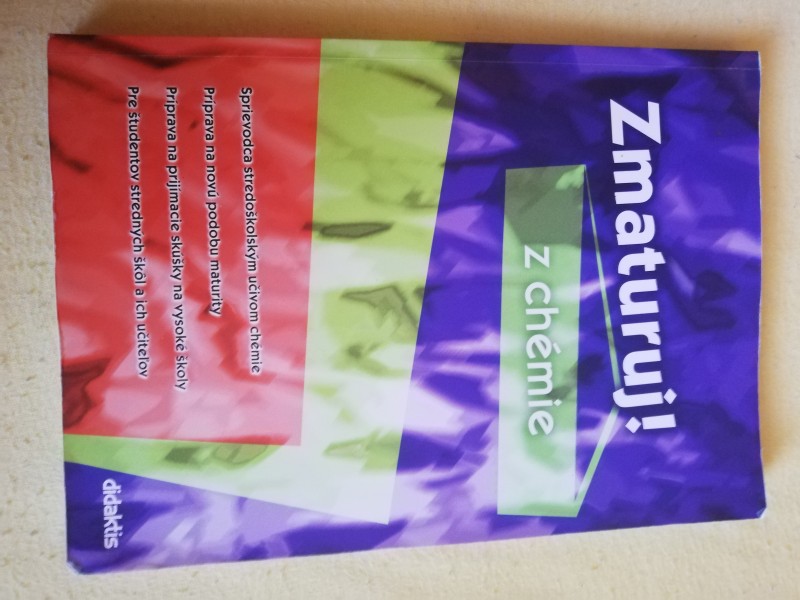 Zmaturuj!
z chémie
Sprievodca stredoškolským učivom chémie
Príprava na novú podobu maturity
Príprava na prijímacie skúšky na vysoké školy
Pre študentov stredných škôl a ich učiteľov
didaktis